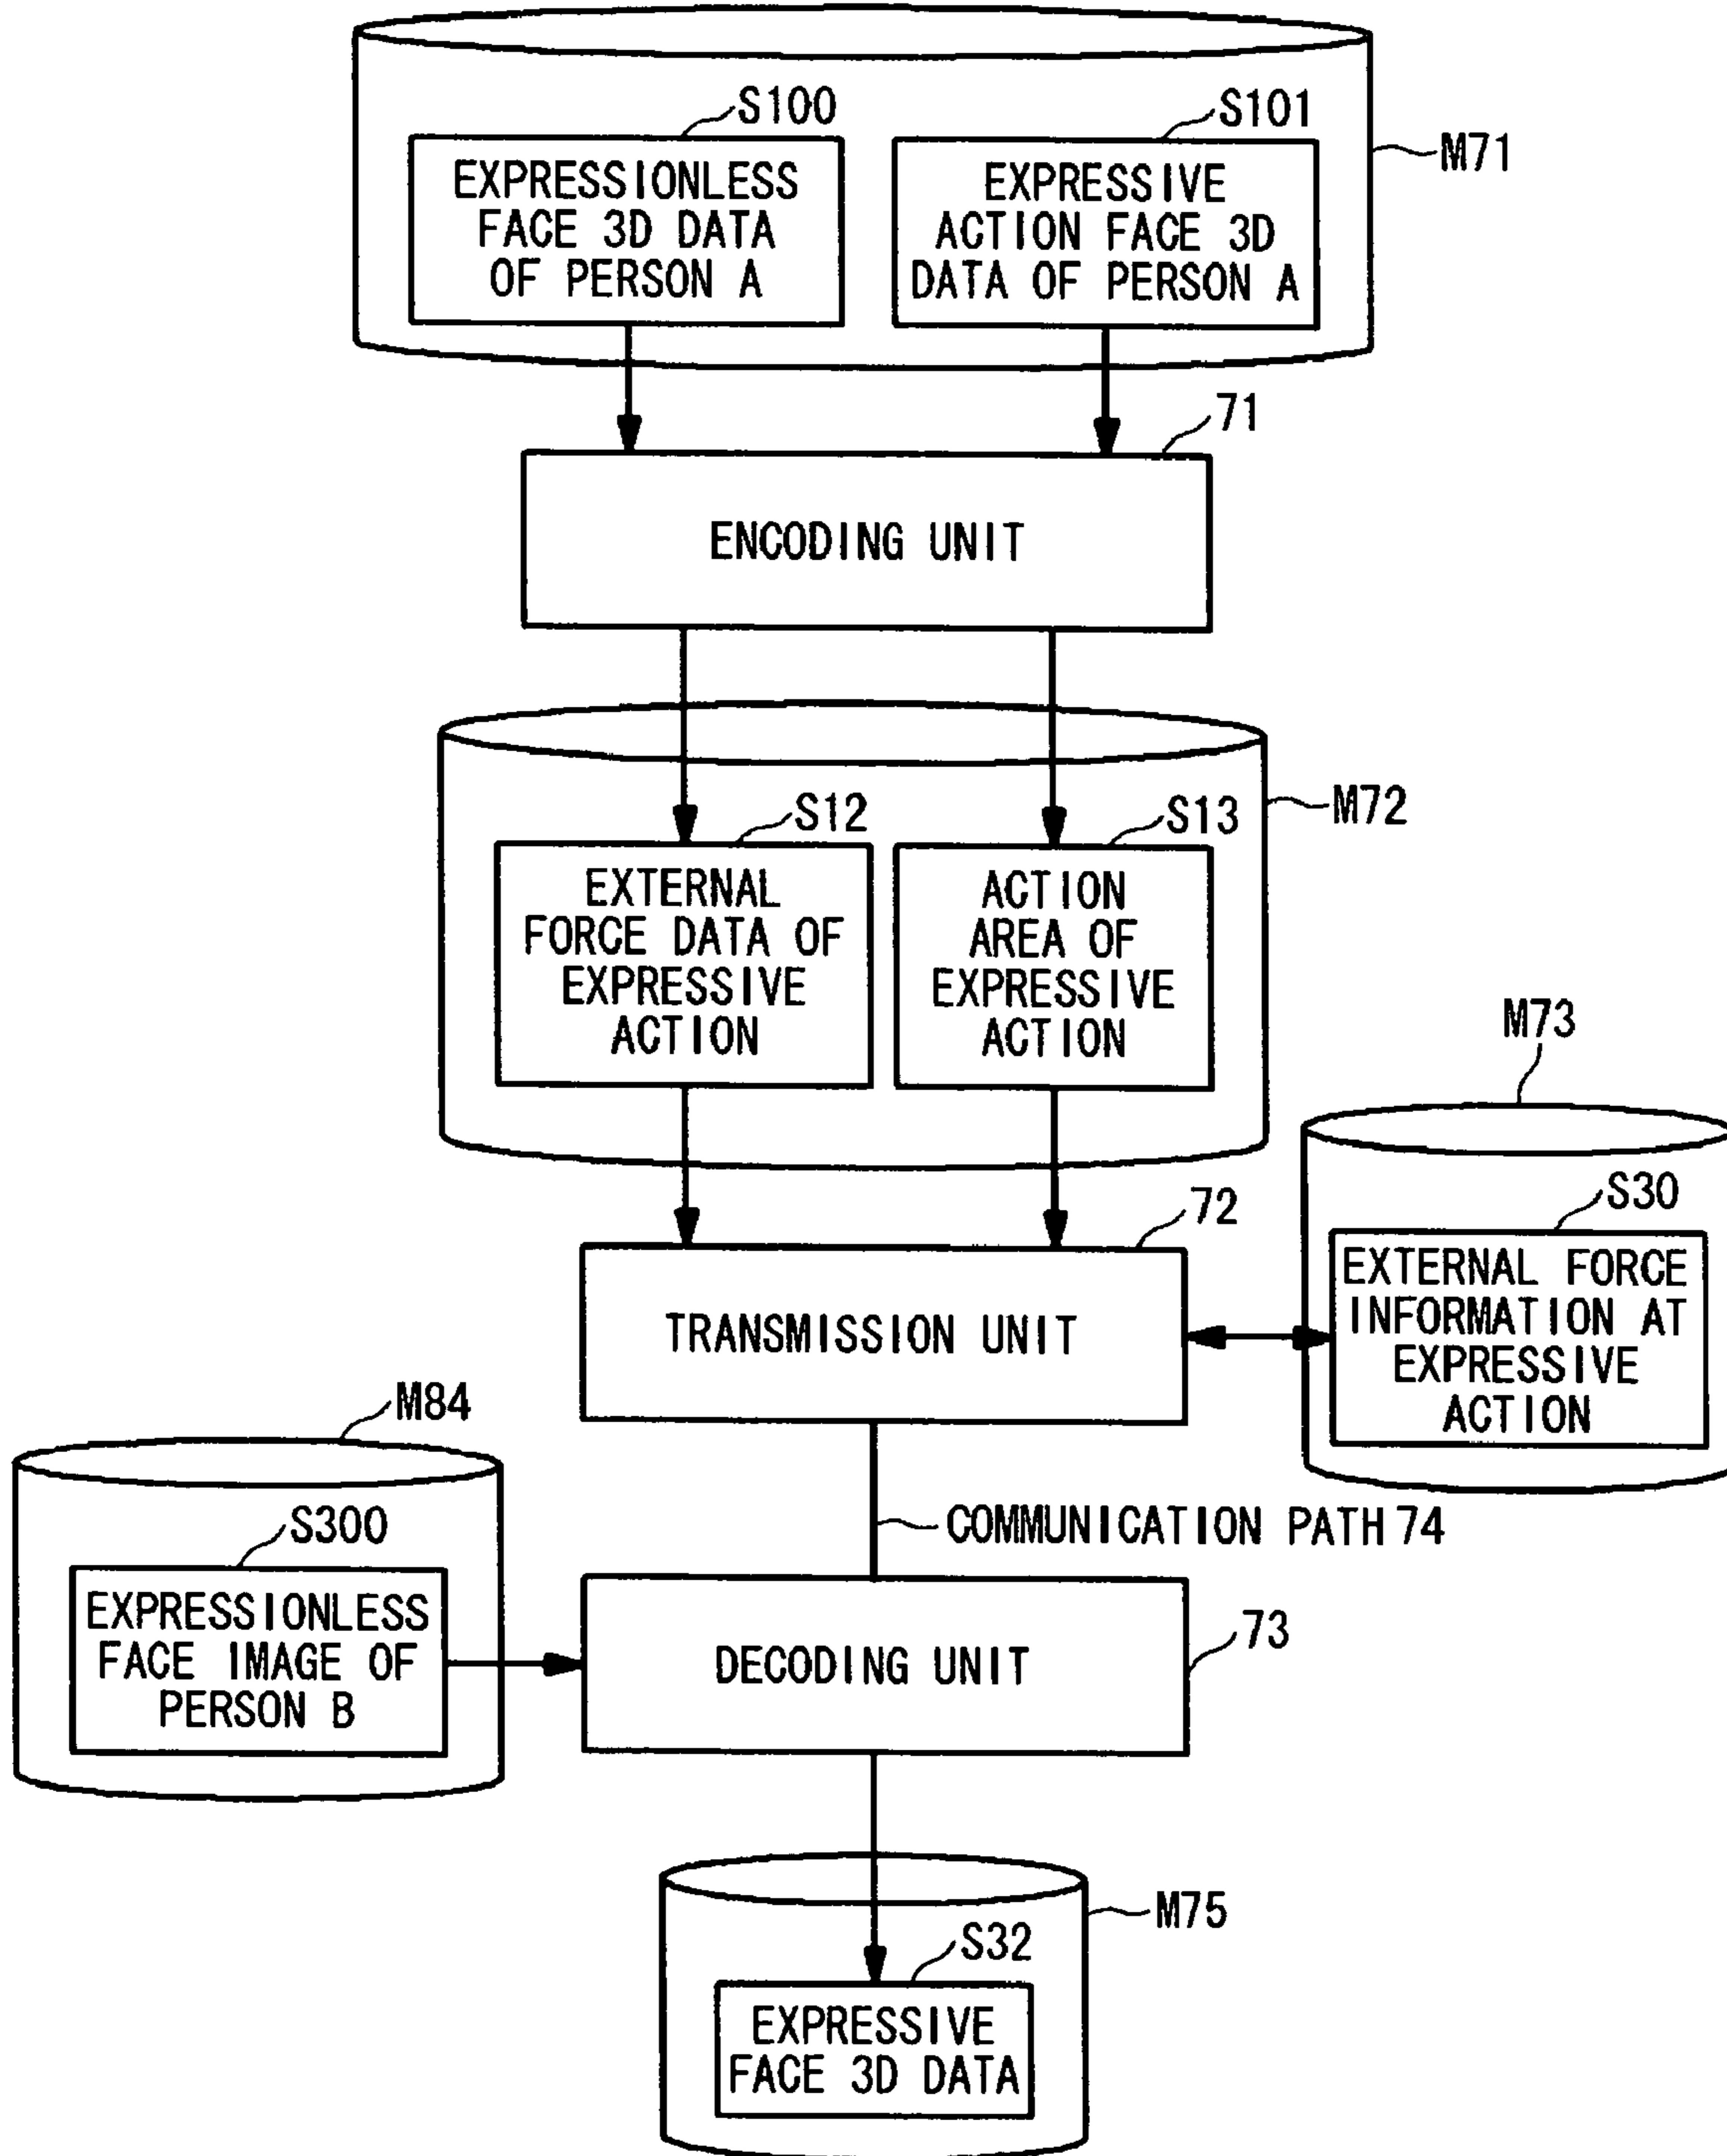 S100
S101
M71
EXPRESSIONLESS
FACE 3D DATA
OF PERSON A
EXPRESSIVE
ACTION FACE 3D
DATA OF PERSON A
71
ENCODING UNIT
M72
S12
S13
EXTERNAL
FORCE DATA OF
EXPRESSIVE
ACTION
ACTION
AREA OF
EXPRESSIVE
ACTION
M73
S30
EXTERNAL FORCE
INFORMATION AT
EXPRESSIVE
ACTION
72
TRANSMISSION UNIT
M84
S300
EXPRESSIONLESS
FACE IMAGE OF
PERSON B
COMMUNICATION PATH 74
73
DECODING UNIT
M75
S32
EXPRESSIVE
FACE 3D DATA